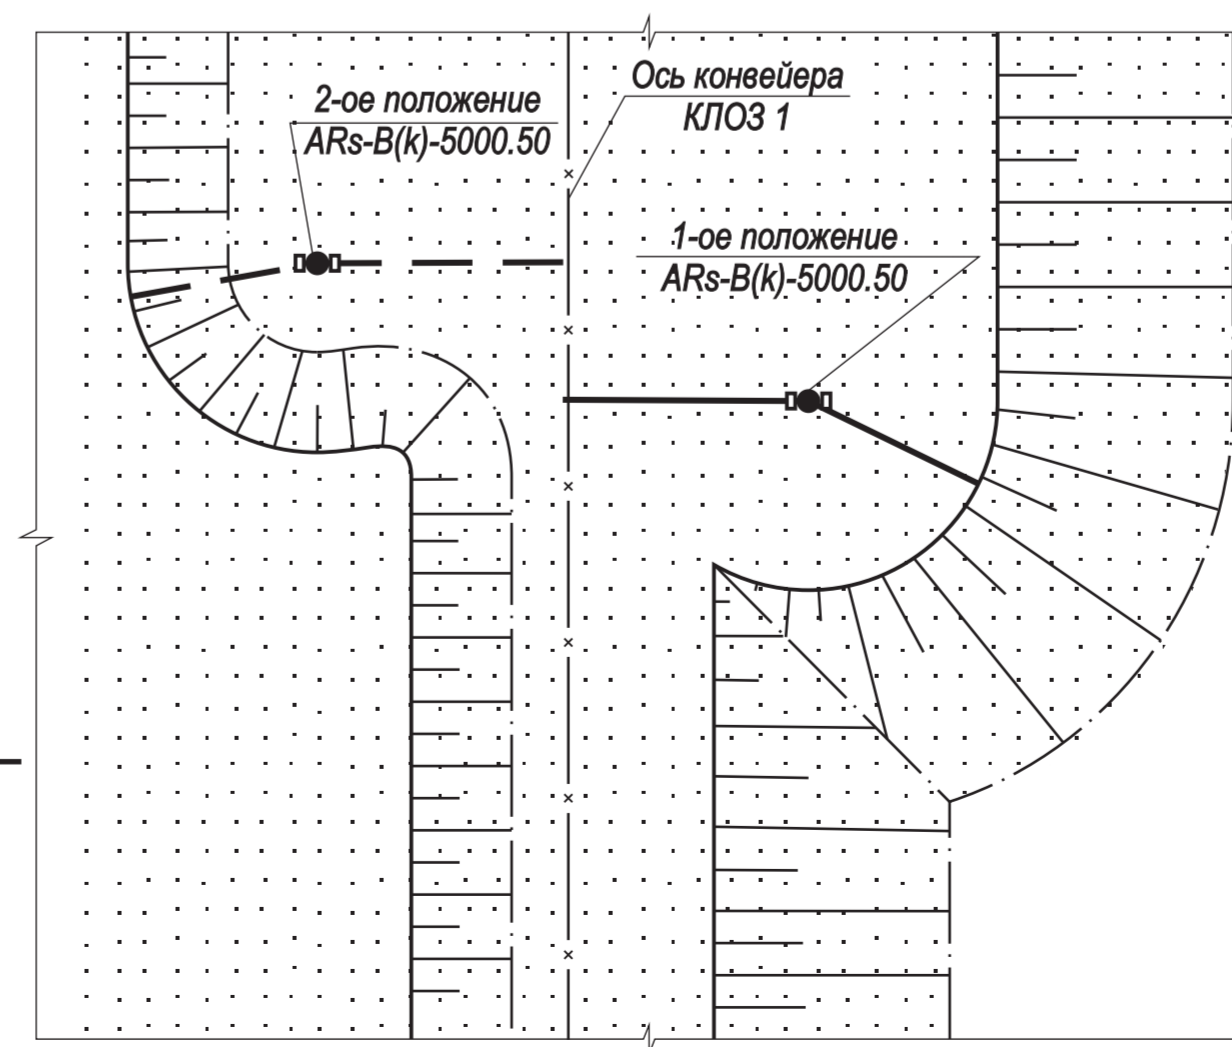 2-ое положение
ARs-B(k)-5000.50
Ось конвейера
КЛОЗ 1
1-ое положение
ARs-B(k)-5000.50